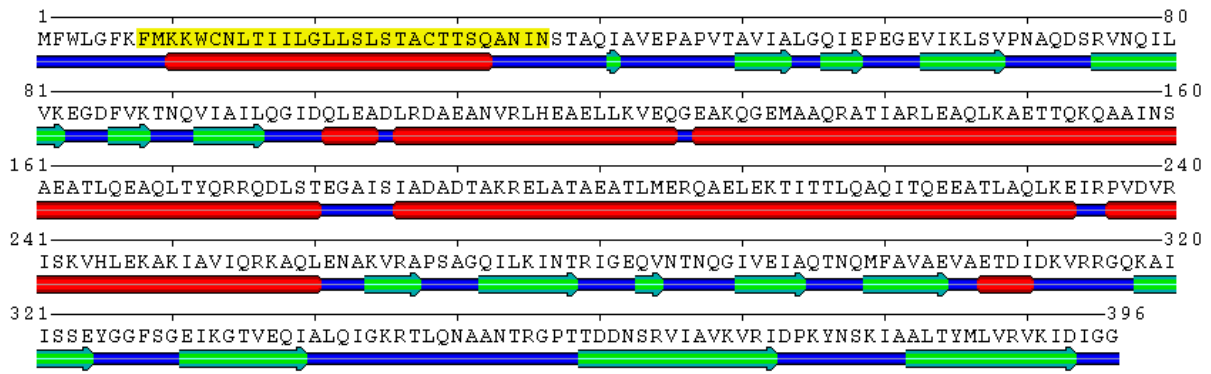 1 80
MFWLGFKFMKKWCNLTIILGLLSLSTACTTSQANINSTAQIAVEPAPVTAVIALGQIEPEGEVIKLSVPNAQDSRVNQIL
81 160
VKEGDFVKTNQVIAILQGIDQLEADLRDAEANVRLHEAELLKVEQGEAKQGEMAAQRATIARLEAQLKAETTQKQAAINS
161 240
AEATLQEAQLTYQRRQDLSTEGAISIADADTAKRELATAEATLMERQAELEKTITTLQAQITQEEATLAQLKEIRPVDVR
241 320
ISKVHLEKAKIAVIQRKAQLENAKVRAPSAGQILKINTRIGEQVNTNQGIVEIAQTNQMFAVAEVAETDIDKVRRGQKAI
321 396
ISSEYGGFSGEIKGTVEQIALQIGKRTLQNAANTRGPTTDDNSRVIAVKVRIDPKYNSKIAALTYMLVRVKIDIGG